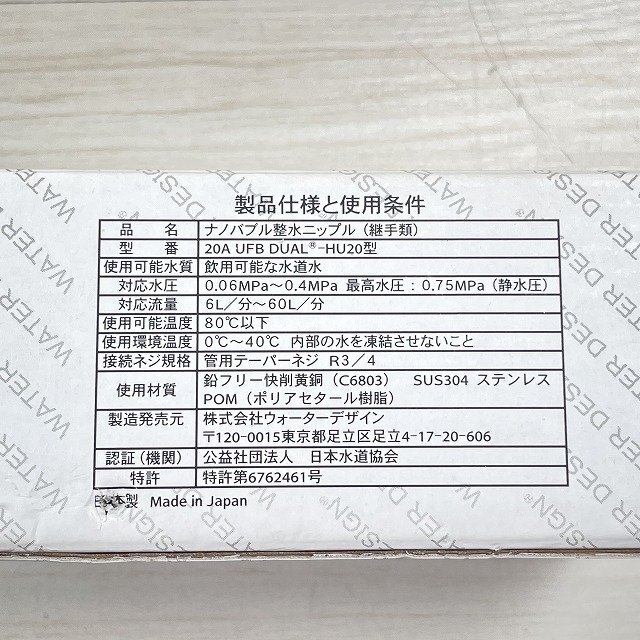 製品仕様と使用条件
品 名 ナノバブル整水ニップル（継手類）
型 番 20A UFB DUAL®-HU20型
使用可能水質 飲用可能な水道水
対応水圧 0.06MPa～0.4MPa 最高水圧：0.75MPa（静水圧）
対応流量 6L／分～60L／分
使用可能温度 80℃以下
使用環境温度 0℃～40℃ 内部の水を凍結させないこと
接続ネジ規格 管用テーパーネジ R3／4
使用材質 鉛フリー快削黄銅（C6803） SUS304 ステンレス
POM（ポリアセタール樹脂）
製造発売元 株式会社ウォーターデザイン
〒120-0015東京都足立区足立4-17-20-606
認証（機関） 公益社団法人 日本水道協会
特許 特許第6762461号
日本製 Made in Japan
WATER DESIGN®